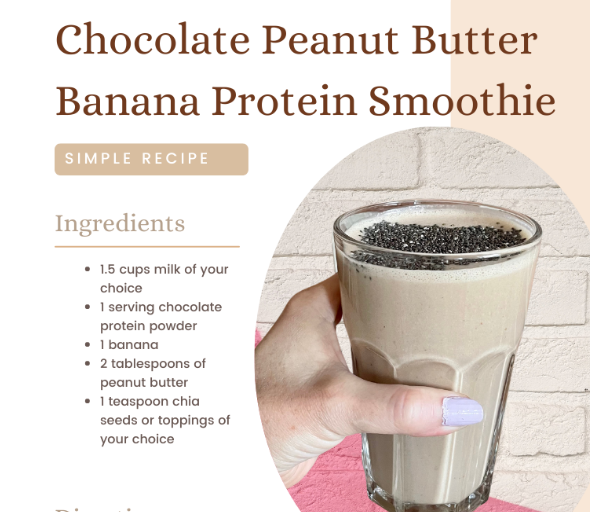 Chocolate Peanut Butter
Banana Protein Smoothie
SIMPLE RECIPE
Ingredients
1.5 cups milk of your
choice
1 serving chocolate
protein powder
1 banana
2 tablespoons of
peanut butter
1 teaspoon chia
seeds or toppings of
your choice